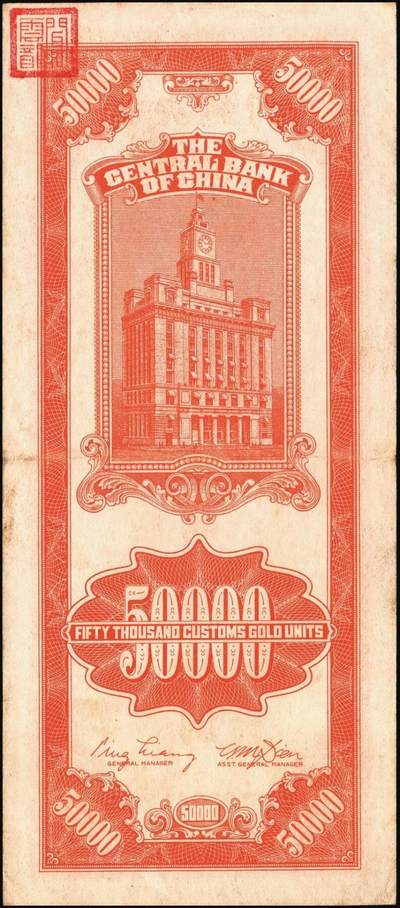 50000 50000
THE
CENTRAL BANK
OF CHINA
50000
FIFTY THOUSAND CUSTOMS GOLD UNITS
GENERAL MANAGER ASST. GENERAL MANAGER
50000 50000 50000